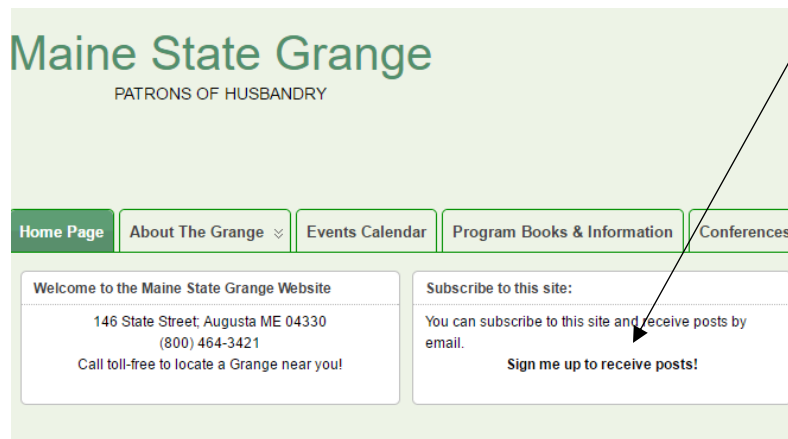 Maine State Grange
PATRONS OF HUSBANDRY
Home Page
About The Grange
Events Calendar
Program Books & Information
Conferences
Welcome to the Maine State Grange Website
146 State Street; Augusta ME 04330
(800) 464-3421
Call toll-free to locate a Grange near you!
Subscribe to this site:
You can subscribe to this site and receive posts by
email.
Sign me up to receive posts!